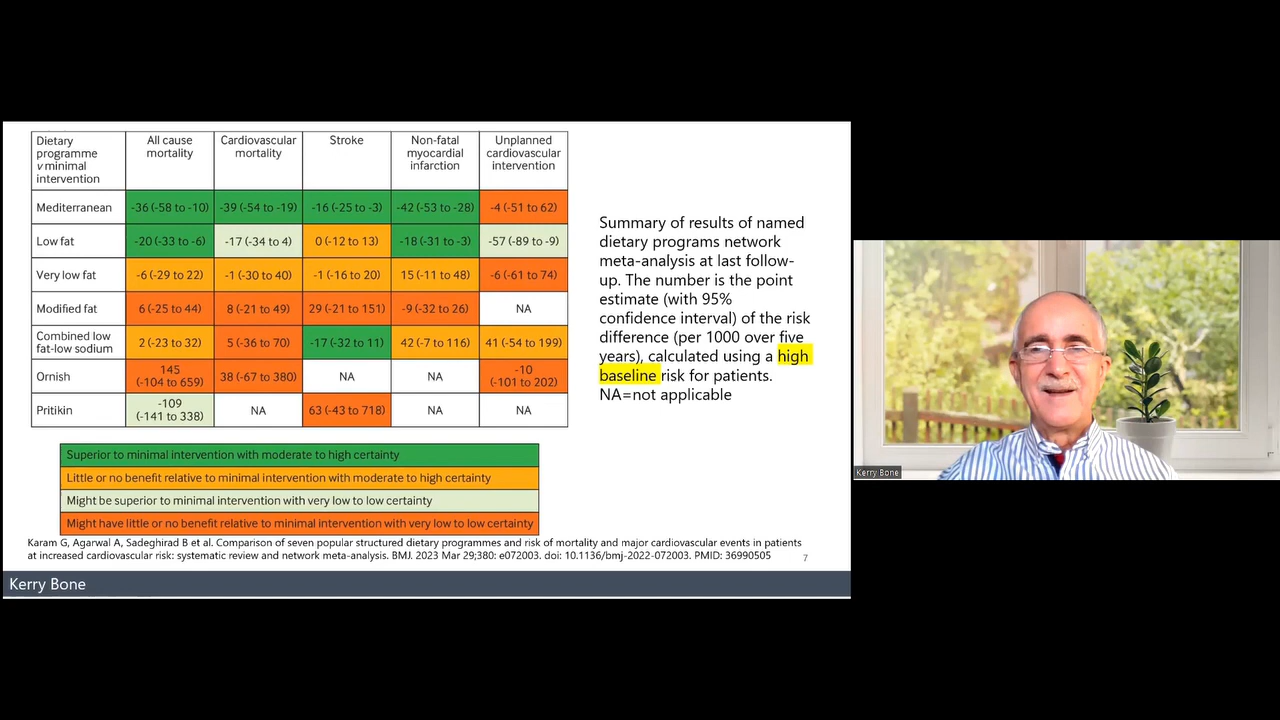 Dietary programme v minimal intervention | All cause mortality | Cardiovascular mortality | Stroke | Non-fatal myocardial infarction | Unplanned cardiovascular intervention
Mediterranean | -36 (-58 to -10) | -39 (-54 to -19) | -16 (-25 to -3) | -42 (-53 to -28) | -4 (-51 to 62)
Low fat | -20 (-33 to -6) | -17 (-34 to 4) | 0 (-12 to 13) | -18 (-31 to -3) | -57 (-89 to -9)
Very low fat | -6 (-29 to 22) | -1 (-30 to 40) | -1 (-16 to 20) | 15 (-11 to 48) | -6 (-61 to 74)
Modified fat | 6 (-25 to 44) | 8 (-21 to 49) | 29 (-21 to 151) | -9 (-32 to 26) | NA
Combined low fat-low sodium | 2 (-23 to 32) | 5 (-36 to 70) | -17 (-32 to 11) | 42 (-7 to 116) | 41 (-54 to 199)
Ornish | 145 (-104 to 659) | 38 (-67 to 380) | NA | NA | -10 (-101 to 202)
Pritikin | -109 (-141 to 338) | NA | 63 (-43 to 718) | NA | NA
Superior to minimal intervention with moderate to high certainty
Little or no benefit relative to minimal intervention with moderate to high certainty
Might be superior to minimal intervention with very low to low certainty
Might have little or no benefit relative to minimal intervention with very low to low certainty
Summary of results of named
dietary programs network
meta-analysis at last follow-
up. The number is the point
estimate (with 95%
confidence interval) of the risk
difference (per 1000 over five
years), calculated using a high
baseline risk for patients.
NA=not applicable
Karam G, Agarwal A, Sadeghirad B et al. Comparison of seven popular structured dietary programmes and risk of mortality and major cardiovascular events in patients
at increased cardiovascular risk: systematic review and network meta-analysis. BMJ. 2023 Mar 29;380: e072003. doi: 10.1136/bmj-2022-072003. PMID: 36990505
7
Kerry Bone
Kerry Bone